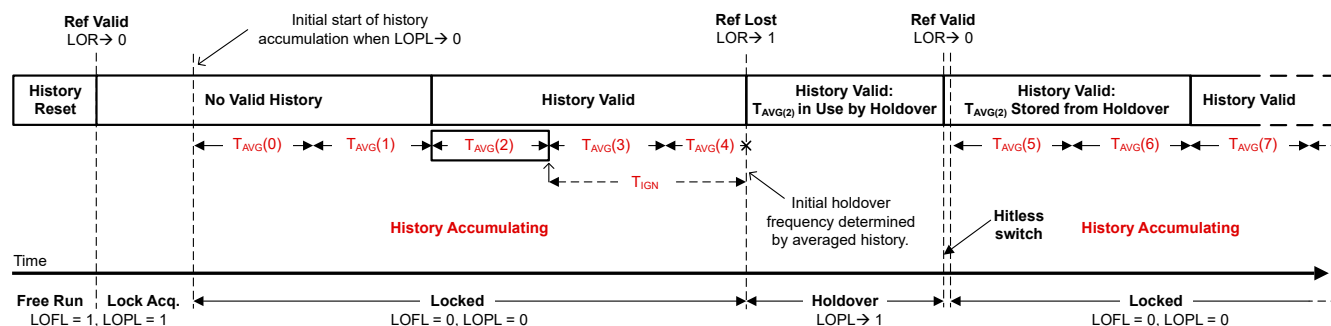 Ref Valid
LOR→ 0
Initial start of history
accumulation when LOPL→ 0
Ref Lost
LOR→ 1
Ref Valid
LOR→ 0
History
Reset
No Valid History
History Valid
History Valid:
TAVG(2) in Use by Holdover
History Valid:
TAVG(2) Stored from Holdover
History Valid
TAVG(0)
TAVG(1)
TAVG(2)
TAVG(3)
TAVG(4)
TAVG(5)
TAVG(6)
TAVG(7)
TIGN
Initial holdover
frequency determined
by averaged history.
History Accumulating
Hitless
switch
History Accumulating
Time
Free Run
Lock Acq.
LOFL = 1, LOPL = 1
Locked
LOFL = 0, LOPL = 0
Holdover
LOPL→ 1
Locked
LOFL = 0, LOPL = 0